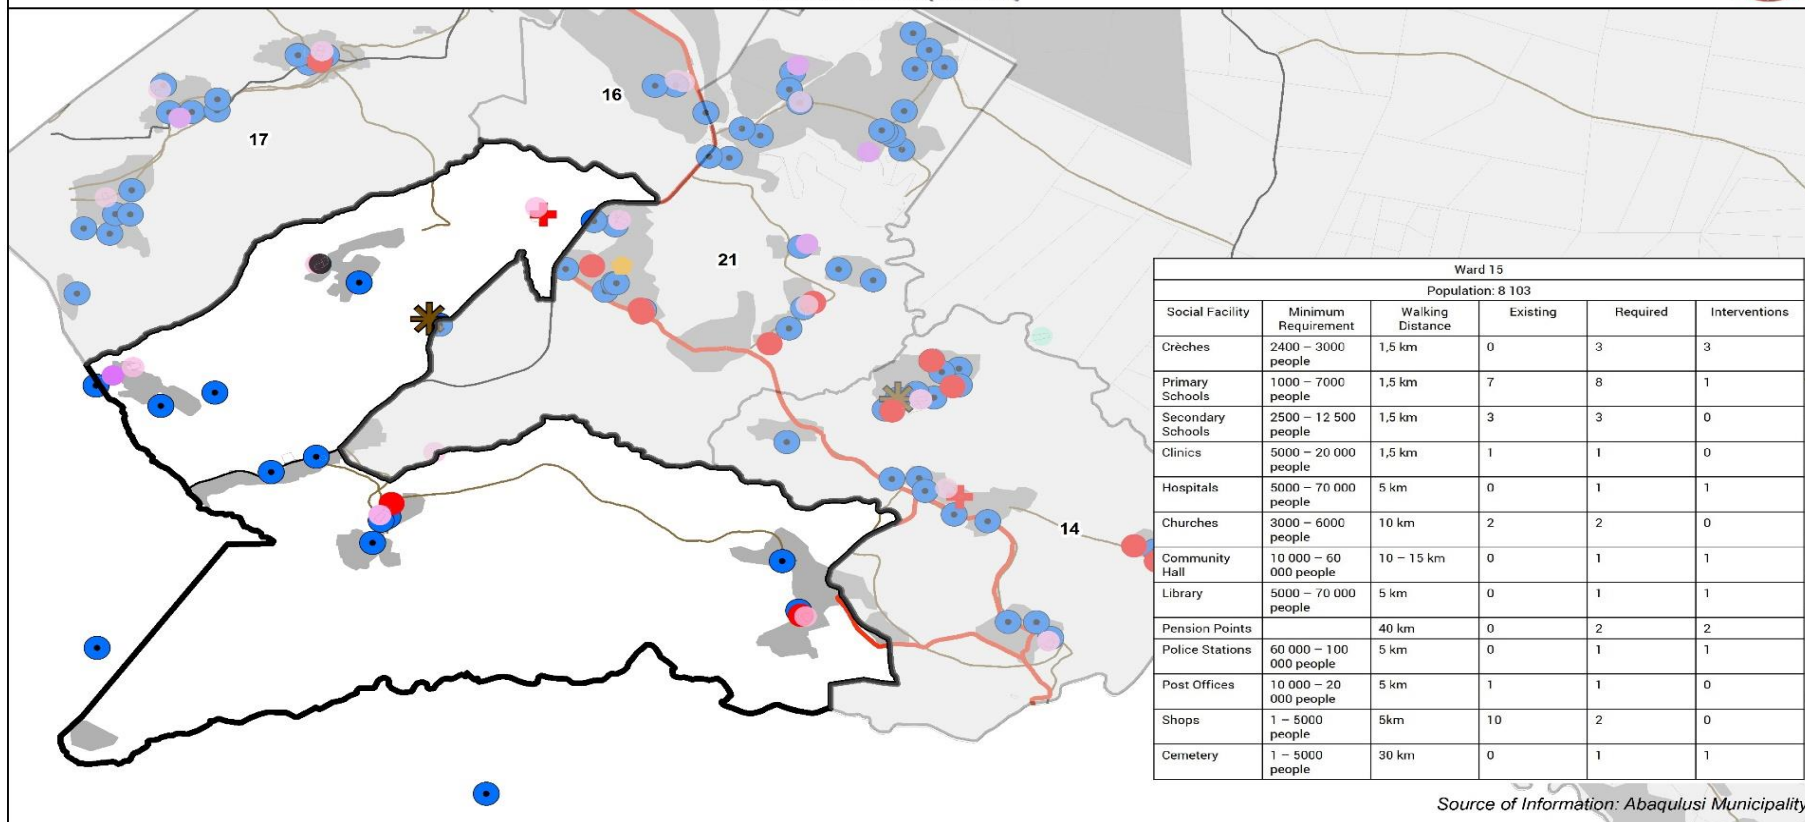 16
17
21
14
Ward 15
Population: 8 103
Social Facility
Minimum Requirement
Walking Distance
Existing
Required
Interventions
Crèches
2400 – 3000 people
1,5 km
0
3
3
Primary Schools
1000 – 7000 people
1,5 km
7
8
1
Secondary Schools
2500 – 12 500 people
1,5 km
3
3
0
Clinics
5000 – 20 000 people
1,5 km
1
1
0
Hospitals
5000 – 70 000 people
5 km
0
1
1
Churches
3000 – 6000 people
10 km
2
2
0
Community Hall
10 000 – 60 000 people
10 – 15 km
0
1
1
Library
5000 – 70 000 people
5 km
0
1
1
Pension Points
40 km
0
2
2
Police Stations
60 000 – 100 000 people
5 km
0
1
1
Post Offices
10 000 – 20 000 people
5 km
1
1
0
Shops
1 – 5000 people
5km
10
2
0
Cemetery
1 – 5000 people
30 km
0
1
1
Source of Information: Abaqulusi Municipality